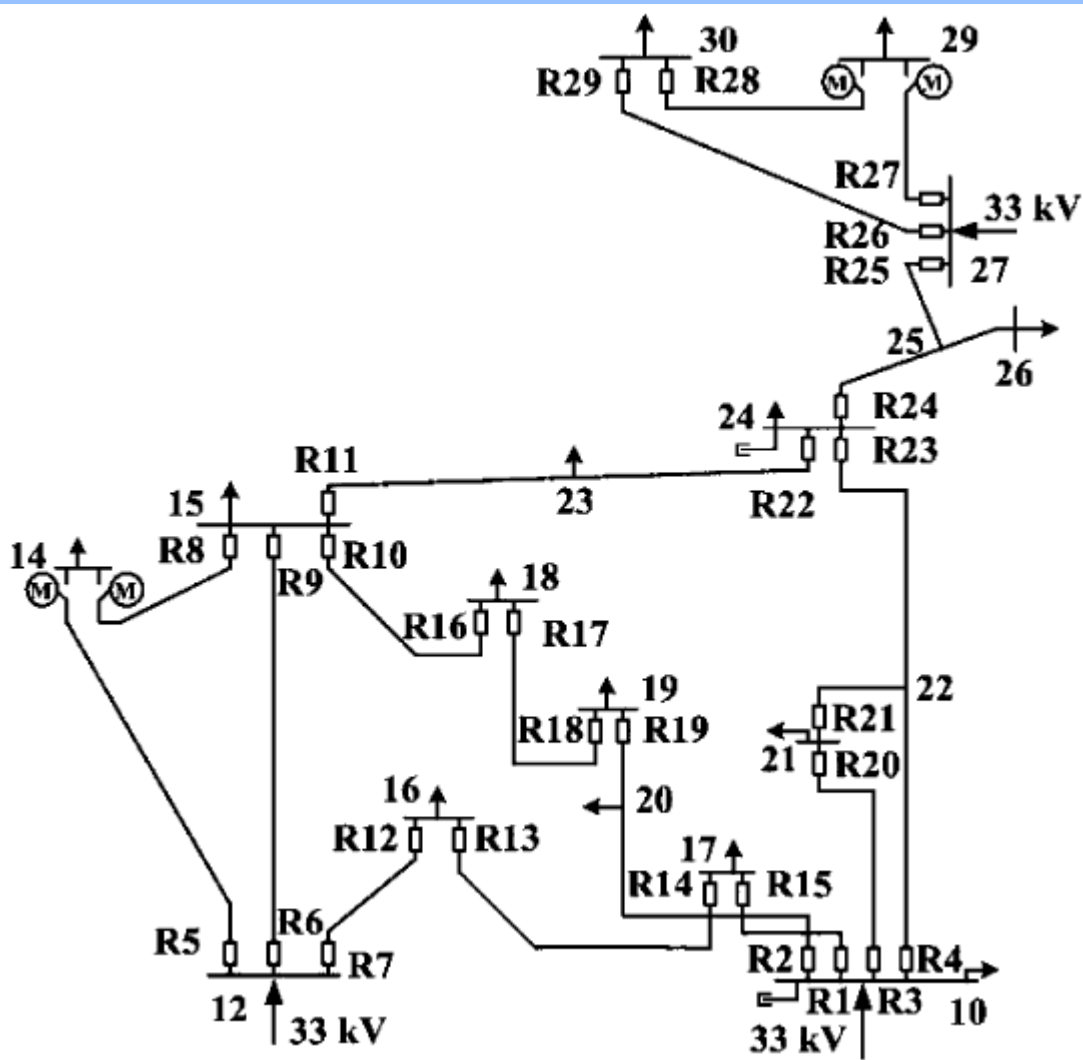 30 29
R29 R28 M M
R27
33 kV
R26
R25 27
25
26
24 R24
R11 R23
15 23 R22
14 R8 R10
M M R9
18
R16 R17
19 22
R18 R19 R21
21 R20
16 20
R12 R13
17
R14 R15
R6
R5 R7 R2 R4
12 R1 R3 10
33 kV 33 kV